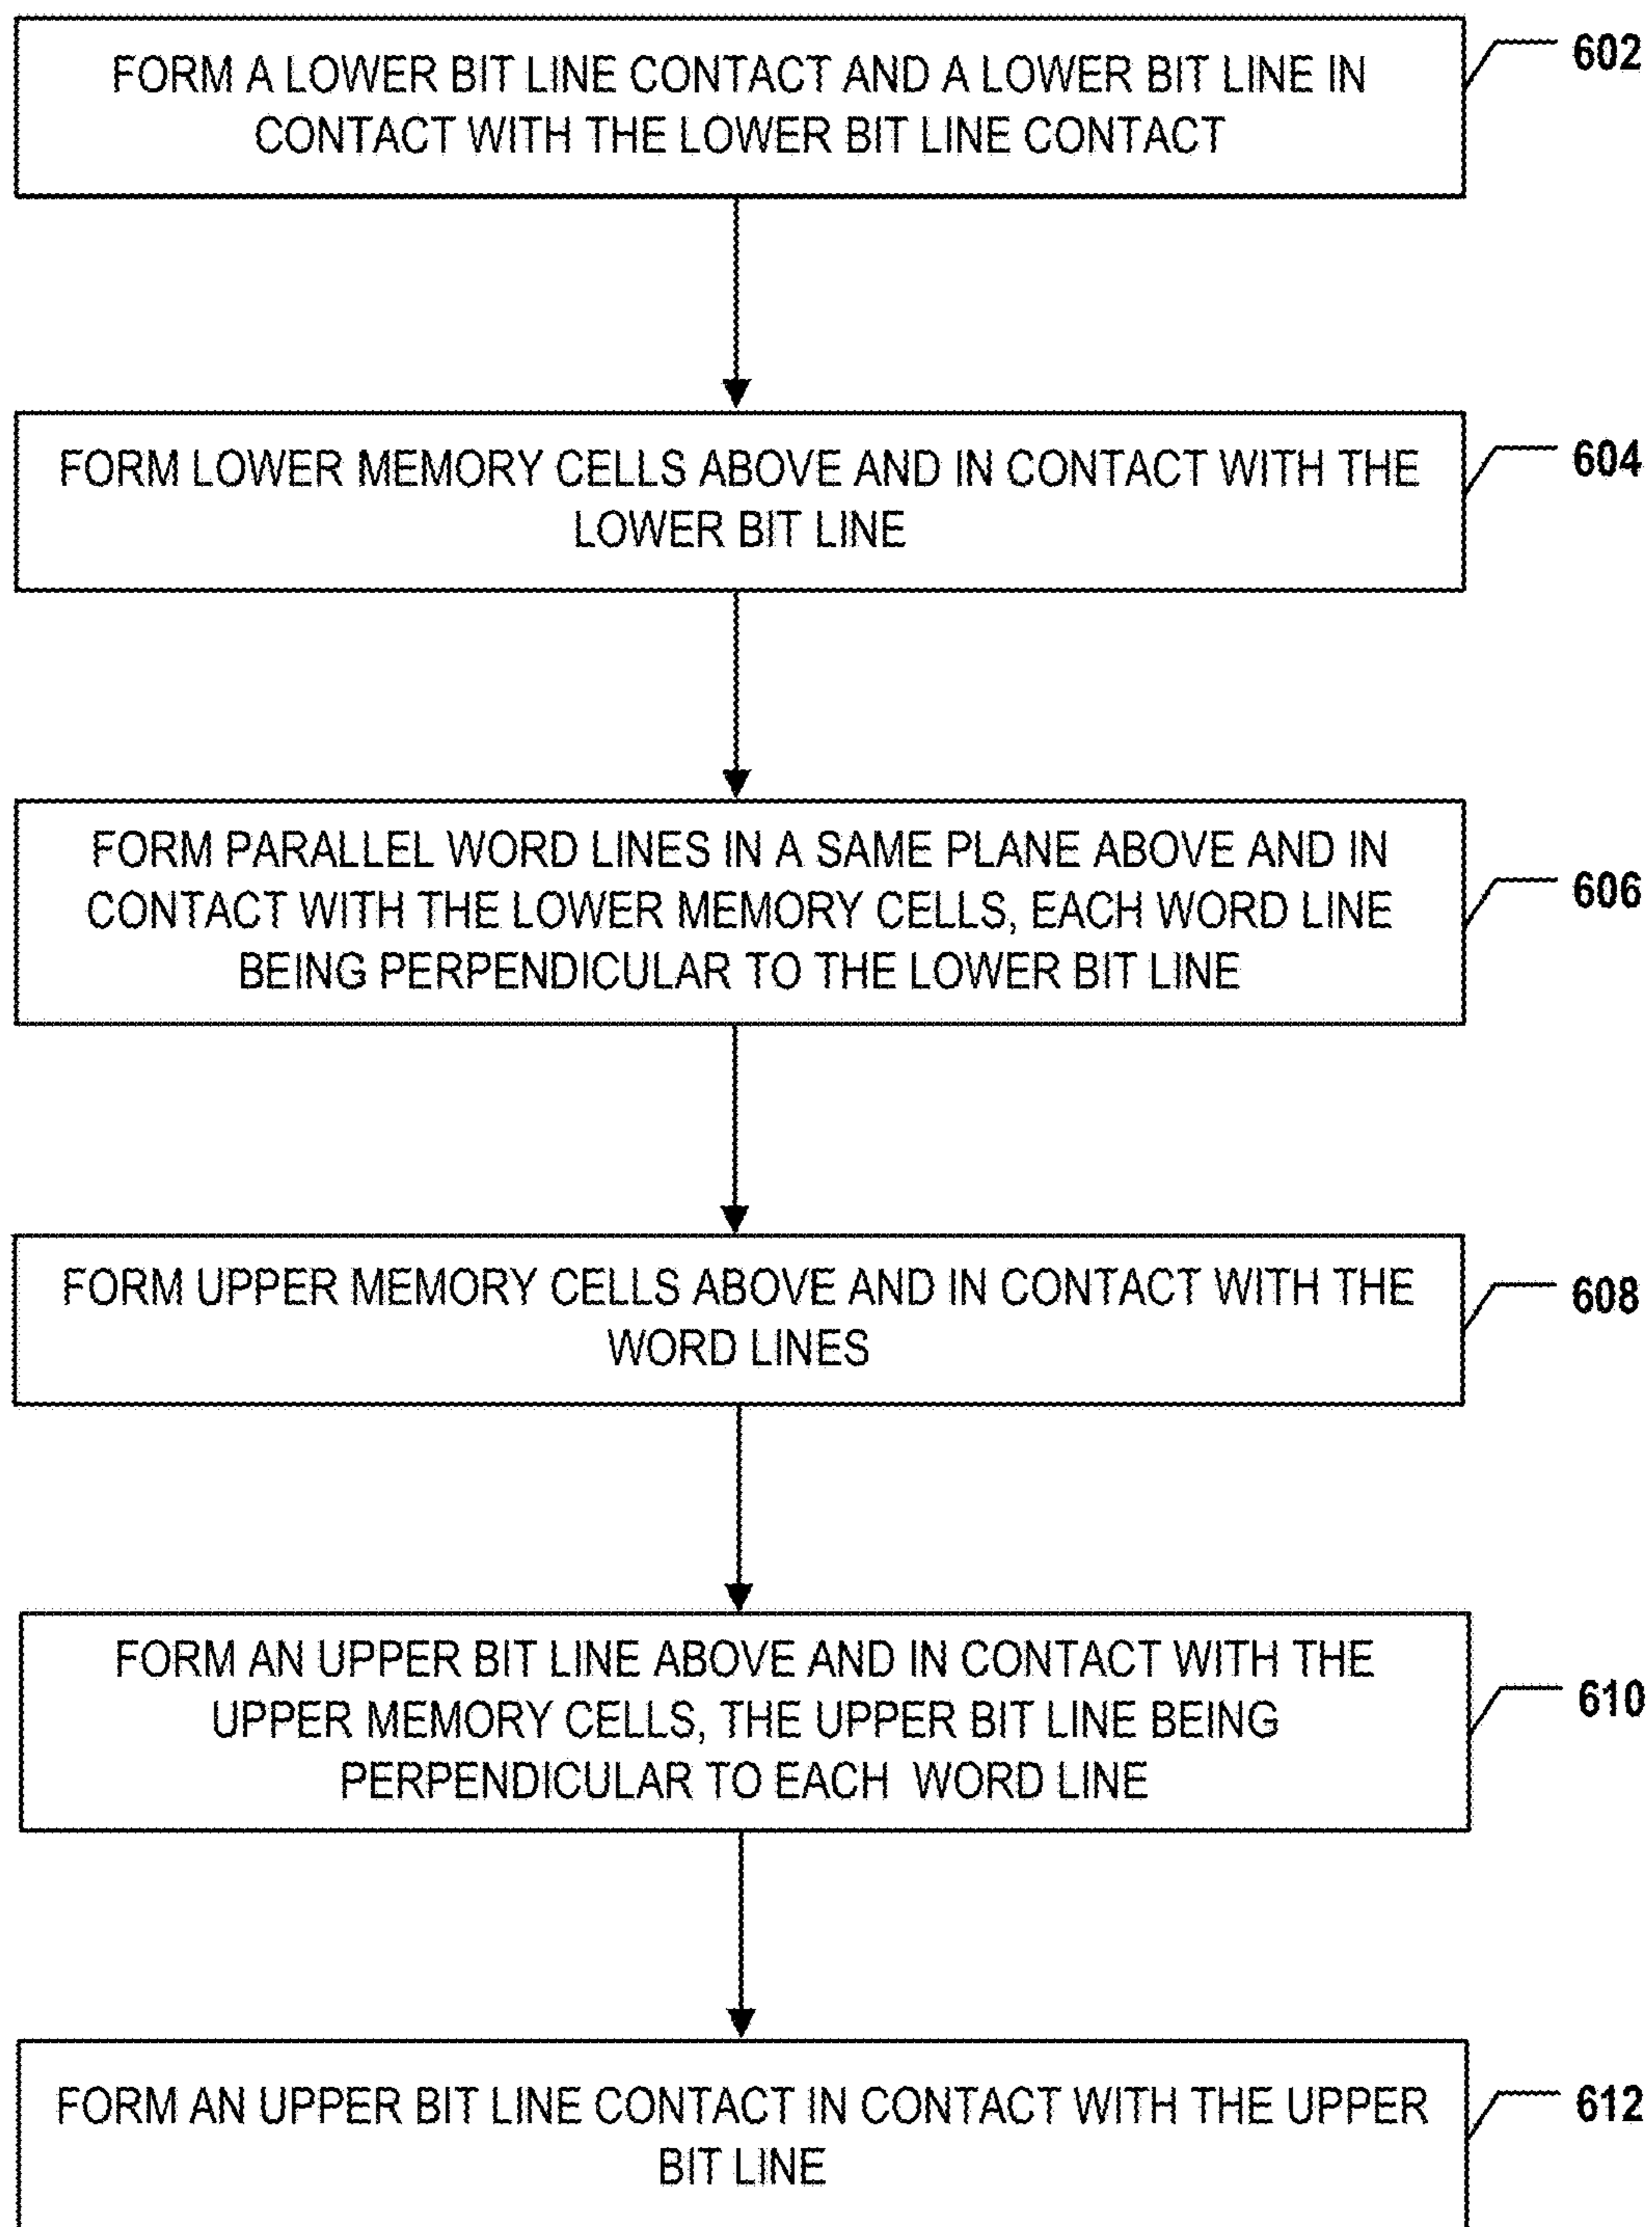 FORM A LOWER BIT LINE CONTACT AND A LOWER BIT LINE IN
CONTACT WITH THE LOWER BIT LINE CONTACT
602
FORM LOWER MEMORY CELLS ABOVE AND IN CONTACT WITH THE
LOWER BIT LINE
604
FORM PARALLEL WORD LINES IN A SAME PLANE ABOVE AND IN
CONTACT WITH THE LOWER MEMORY CELLS, EACH WORD LINE
BEING PERPENDICULAR TO THE LOWER BIT LINE
606
FORM UPPER MEMORY CELLS ABOVE AND IN CONTACT WITH THE
WORD LINES
608
FORM AN UPPER BIT LINE ABOVE AND IN CONTACT WITH THE
UPPER MEMORY CELLS, THE UPPER BIT LINE BEING
PERPENDICULAR TO EACH WORD LINE
610
FORM AN UPPER BIT LINE CONTACT IN CONTACT WITH THE UPPER
BIT LINE
612